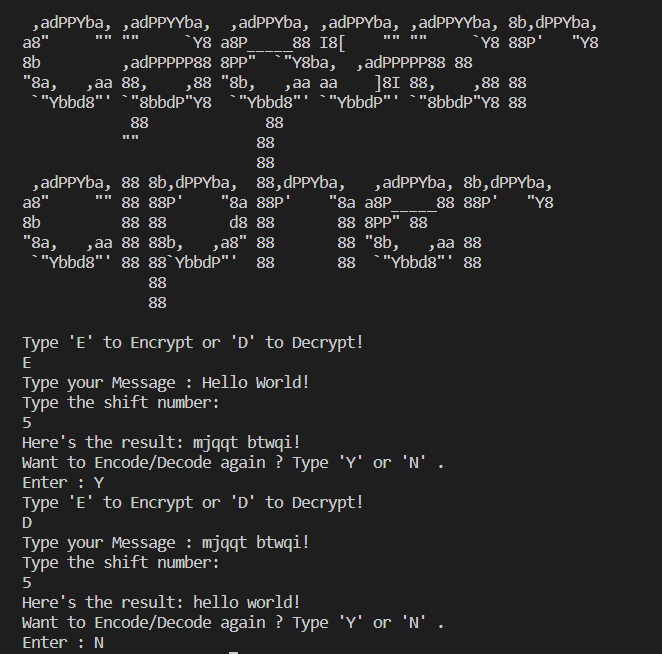 ,adPPYba, ,adPPYYba,  ,adPPYba, ,adPPYba, ,adPPYYba, 8b,dPPYba,
a8"     "" ""     `Y8 a8P_____88 I8[    "" ""     `Y8 88P'   "Y8
8b         ,adPPPPP88 8PP"  `"Y8ba,  ,adPPPPP88 88
"8a,   ,aa 88,    ,88 "8b,   ,aa aa    ]8I 88,    ,88 88
 `"Ybbd8"' `"8bbdP"Y8  `"Ybbd8"' `"YbbdP"' `"8bbdP"Y8 88
            88             88
           ""             88
                          88
 ,adPPYba, 88 8b,dPPYba,  88,dPPYba,   ,adPPYba, 8b,dPPYba,
a8"     "" 88 88P'    "8a 88P'    "8a a8P_____88 88P'   "Y8
8b         88 88       d8 88       88 8PP" 88
"8a,   ,aa 88 88b,   ,a8" 88       88 "8b,   ,aa 88
 `"Ybbd8"' 88 88`YbbdP"'  88       88  `"Ybbd8"' 88
              88
              88
Type 'E' to Encrypt or 'D' to Decrypt!
E
Type your Message : Hello World!
Type the shift number:
5
Here's the result: mjqqt btwqi!
Want to Encode/Decode again ? Type 'Y' or 'N' .
Enter : Y
Type 'E' to Encrypt or 'D' to Decrypt!
D
Type your Message : mjqqt btwqi!
Type the shift number:
5
Here's the result: hello world!
Want to Encode/Decode again ? Type 'Y' or 'N' .
Enter : N